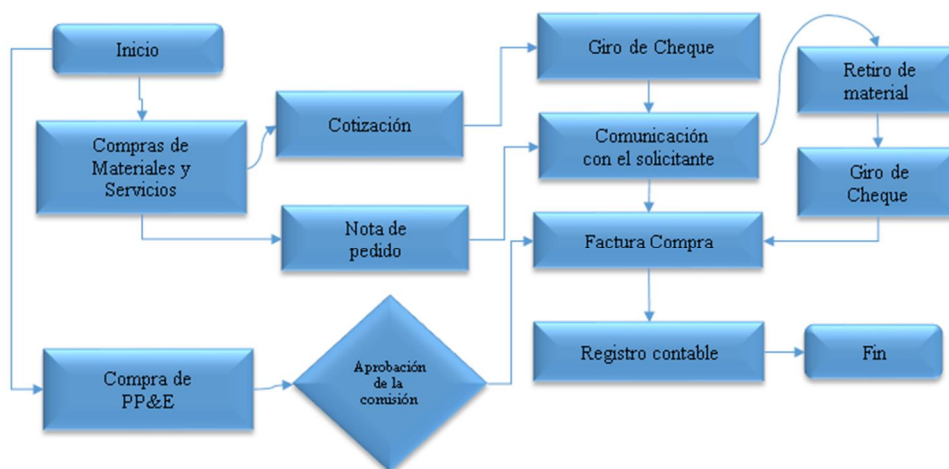 Inicio
Compras de
Materiales y
Servicios
Cotización
Nota de
pedido
Compra de
PP&E
Aprobación
de la
comisión
Giro de Cheque
Comunicación
con el solicitante
Factura Compra
Registro contable
Retiro de
material
Giro de
Cheque
Fin